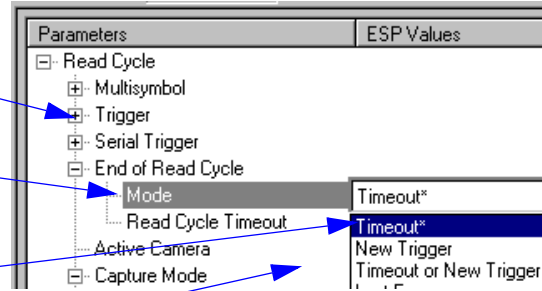 Parameters ESP Values
Read Cycle
Multisymbol
Trigger
Serial Trigger
End of Read Cycle
Mode Timeout*
Read Cycle Timeout Timeout*
Active Camera New Trigger
Capture Mode Timeout or New Trigger